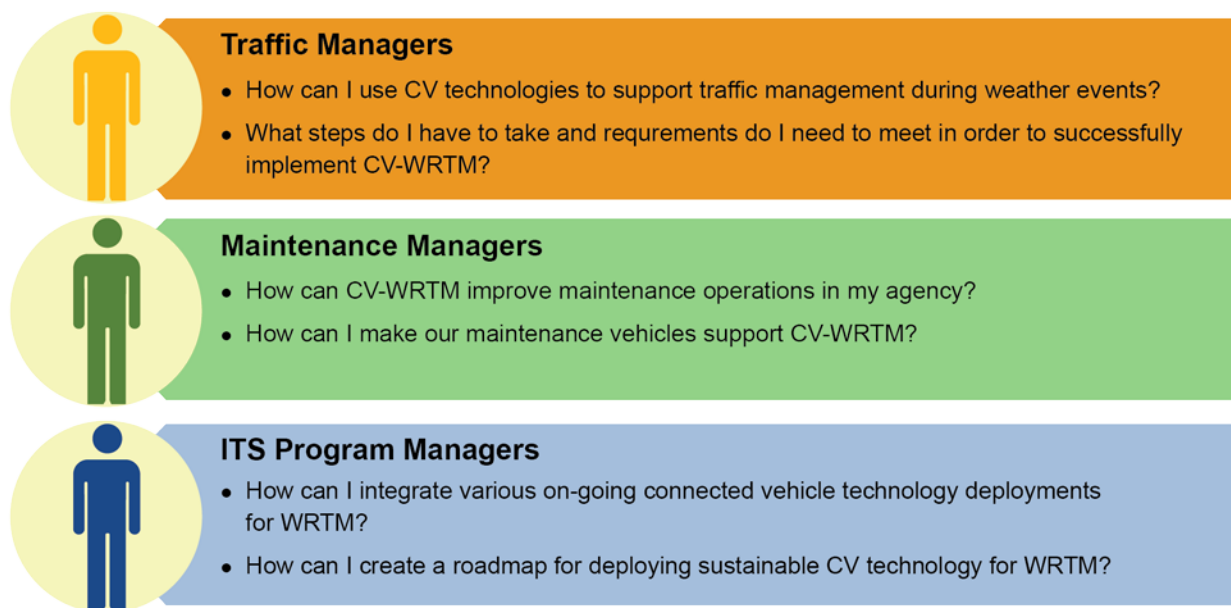 Traffic Managers
• How can I use CV technologies to support traffic management during weather events?
• What steps do I have to take and requrements do I need to meet in order to successfully
implement CV-WRTM?
Maintenance Managers
• How can CV-WRTM improve maintenance operations in my agency?
• How can I make our maintenance vehicles support CV-WRTM?
ITS Program Managers
• How can I integrate various on-going connected vehicle technology deployments
for WRTM?
• How can I create a roadmap for deploying sustainable CV technology for WRTM?